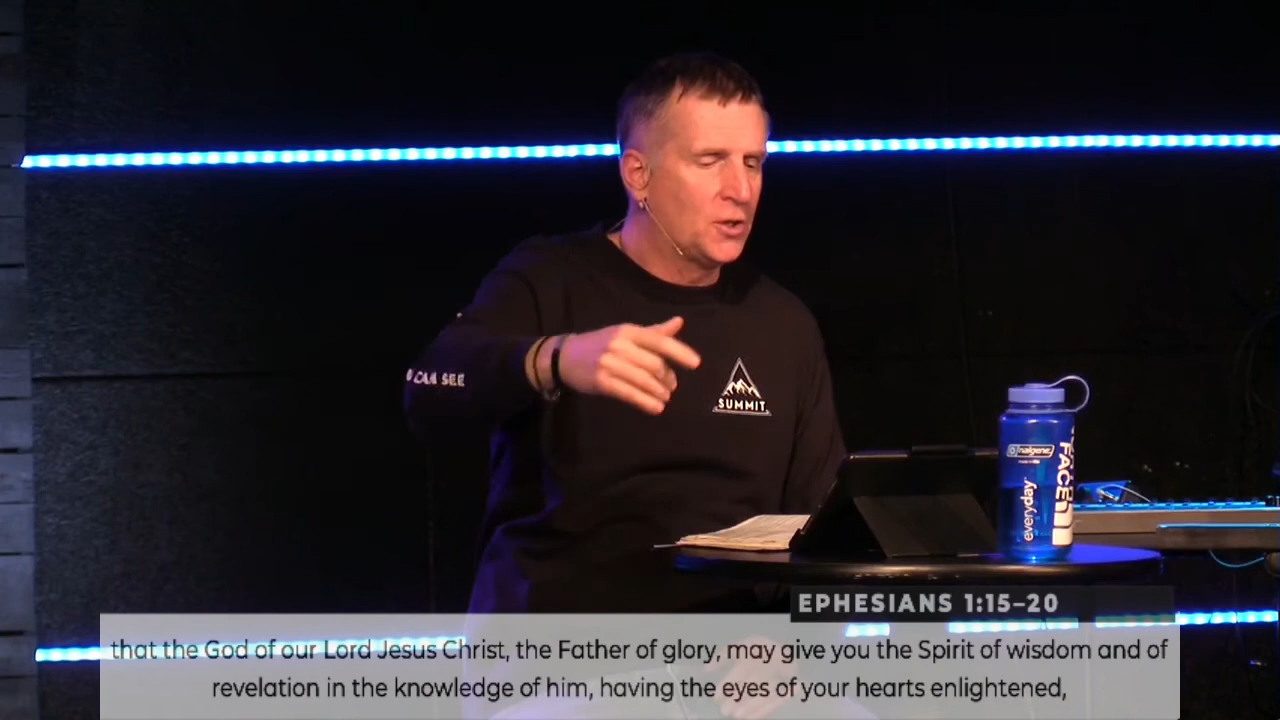 CAN SEE
SUMMIT
nalgene
everyday
FACE
EPHESIANS 1:15–20
that the God of our Lord Jesus Christ, the Father of glory, may give you the Spirit of wisdom and of
revelation in the knowledge of him, having the eyes of your hearts enlightened,